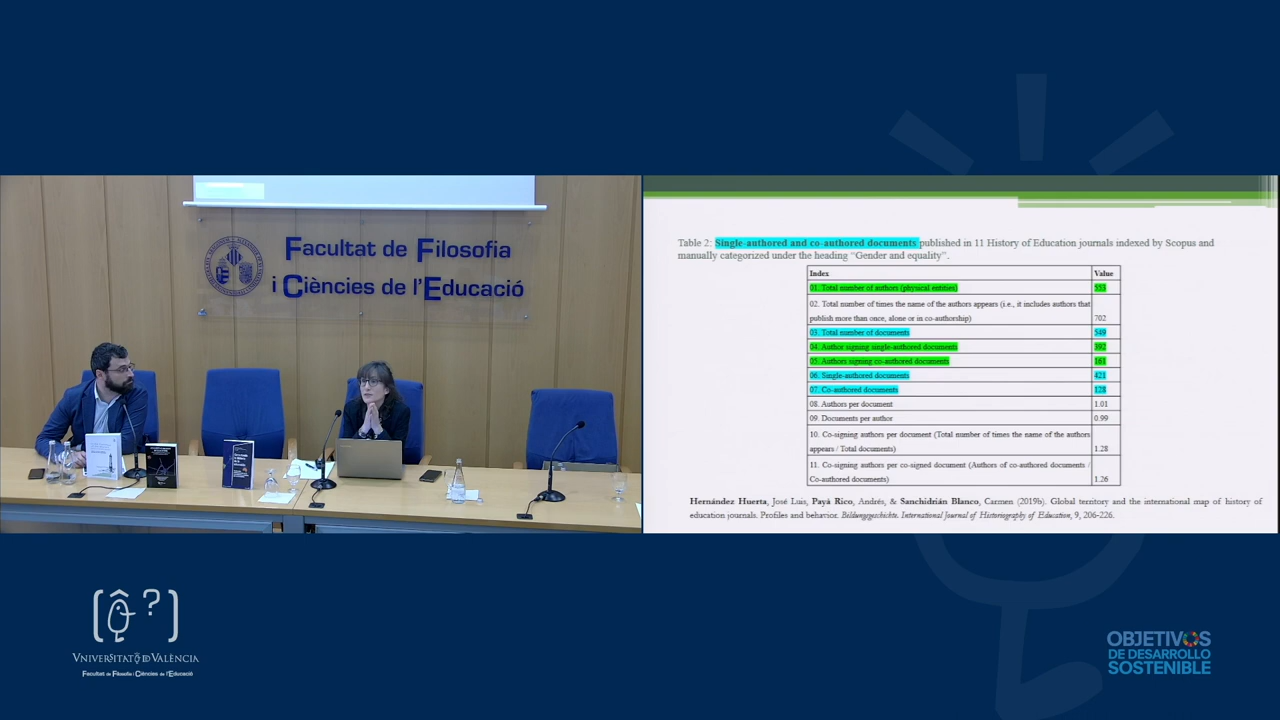 Facultat de Filosofia
i Ciències de l'Educació
Table 2: Single-authored and co-authored documents published in 11 History of Education journals indexed by Scopus and
manually categorized under the heading “Gender and equality”.
Index Value
01. Total number of authors (physical entities) 553
02. Total number of times the name of the authors appears (i.e., it includes authors that
publish more than once, alone or in co-authorship) 702
03. Total number of documents 549
04. Author signing single-authored documents 392
05. Authors signing co-authored documents 161
06. Single-authored documents 421
07. Co-authored documents 128
08. Authors per document 1.01
09. Documents per author 0.99
10. Co-signing authors per document (Total number of times the name of the authors
appears / Total documents) 1.28
11. Co-signing authors per co-signed document (Authors of co-authored documents /
Co-authored documents) 1.26
Hernández Huerta, José Luis, Payà Rico, Andrés, & Sanchidrián Blanco, Carmen (2019b). Global territory and the international map of history of
education journals. Profiles and behavior. Bildungsgeschichte. International Journal of Historiography of Education, 9, 206-226.
VNIVERSITATÖDVALÈNCIA
Facultat de Filosofia i Ciències de l'Educació
OBJETIVOS
DE DESARROLLO
SOSTENIBLE